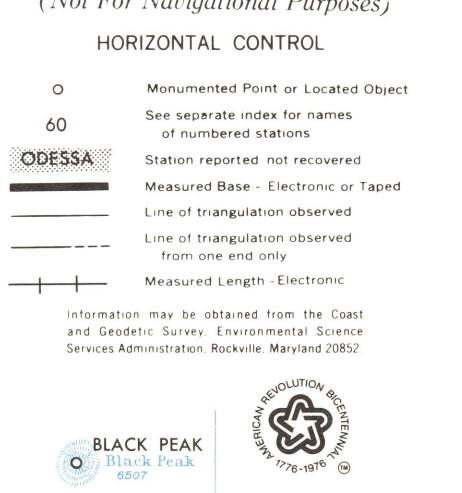 (Not For Navigational Purposes)
HORIZONTAL CONTROL
Monumented Point or Located Object
60
See separate index for names
of numbered stations
ODESSA
Station reported not recovered
Measured Base - Electronic or Taped
Line of triangulation observed
Line of triangulation observed
from one end only
Measured Length - Electronic
Information may be obtained from the Coast
and Geodetic Survey, Environmental Science
Services Administration, Rockville, Maryland 20852
BLACK PEAK
Black Peak
6507
AMERICAN REVOLUTION BICENTENNIAL
1776-1976
TM